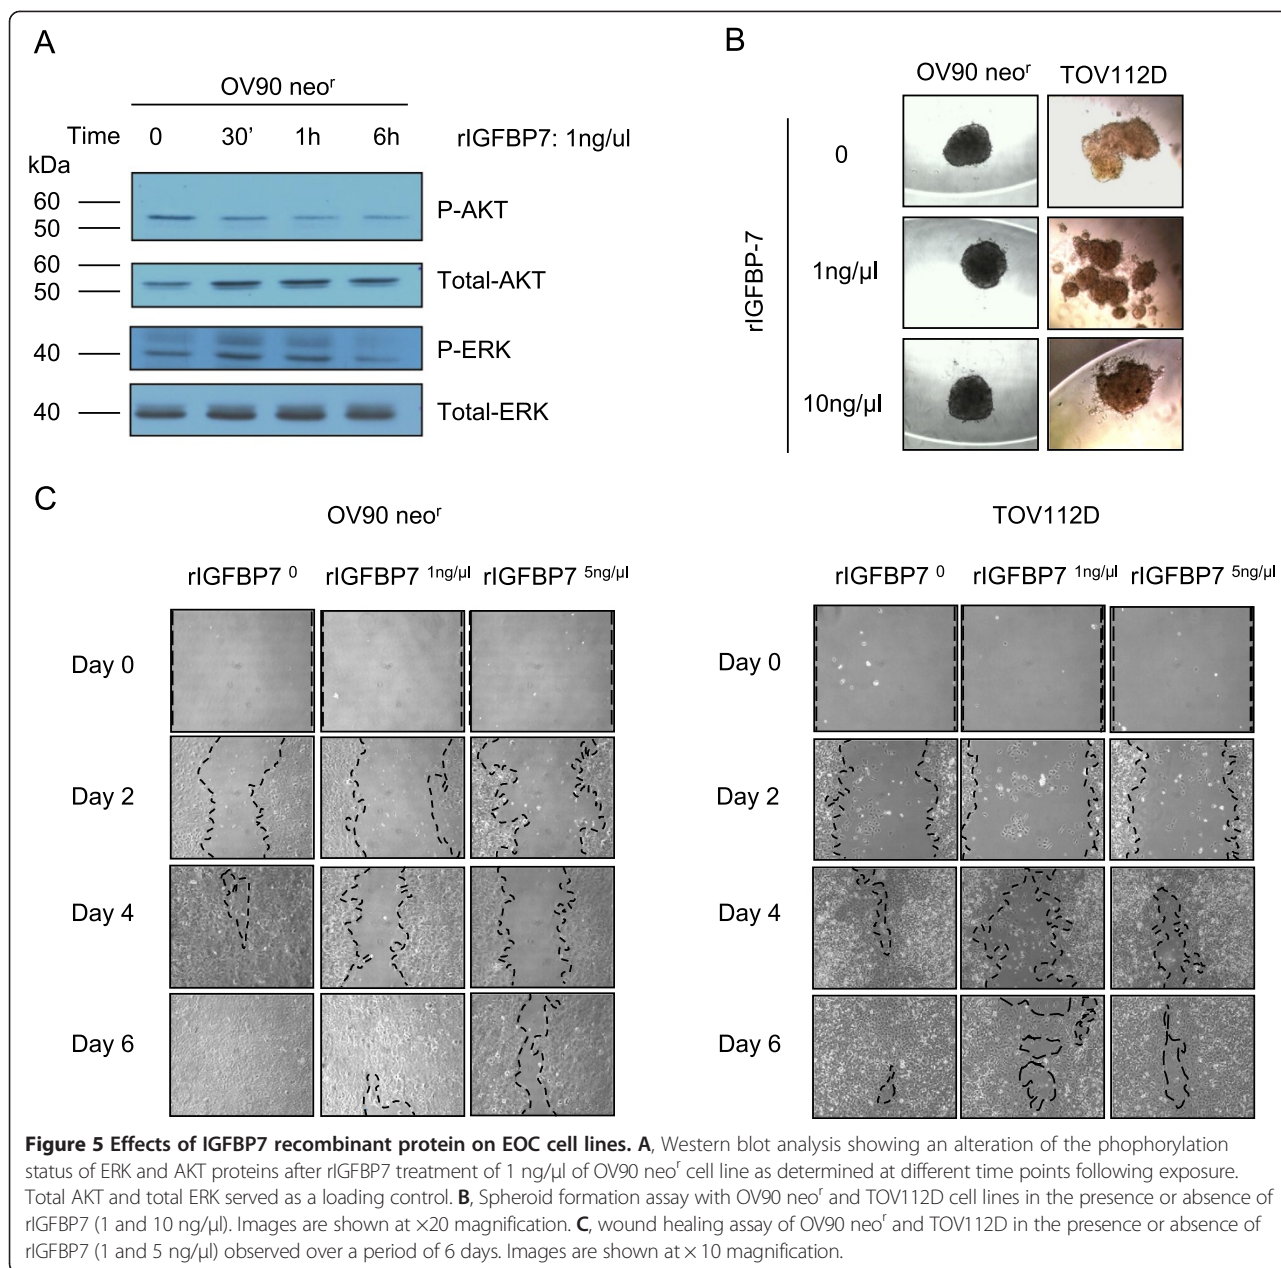 A
OV90 neoʳ
Time 0 30' 1h 6h rIGFBP7: 1ng/ul
kDa
60
50
P-AKT
60
50
Total-AKT
40
P-ERK
40
Total-ERK
B
OV90 neoʳ TOV112D
rIGFBP-7
0
1ng/µl
10ng/µl
C
OV90 neoʳ
rIGFBP7 ⁰ rIGFBP7 ¹ⁿᵍ/µˡ rIGFBP7 ⁵ⁿᵍ/µˡ
Day 0
Day 2
Day 4
Day 6
TOV112D
rIGFBP7 ⁰ rIGFBP7 ¹ⁿᵍ/µˡ rIGFBP7 ⁵ⁿᵍ/µˡ
Day 0
Day 2
Day 4
Day 6
Figure 5 Effects of IGFBP7 recombinant protein on EOC cell lines. A, Western blot analysis showing an alteration of the phophorylation
status of ERK and AKT proteins after rIGFBP7 treatment of 1 ng/µl of OV90 neoʳ cell line as determined at different time points following exposure.
Total AKT and total ERK served as a loading control. B, Spheroid formation assay with OV90 neoʳ and TOV112D cell lines in the presence or absence of
rIGFBP7 (1 and 10 ng/µl). Images are shown at ×20 magnification. C, wound healing assay of OV90 neoʳ and TOV112D in the presence or absence of
rIGFBP7 (1 and 5 ng/µl) observed over a period of 6 days. Images are shown at × 10 magnification.